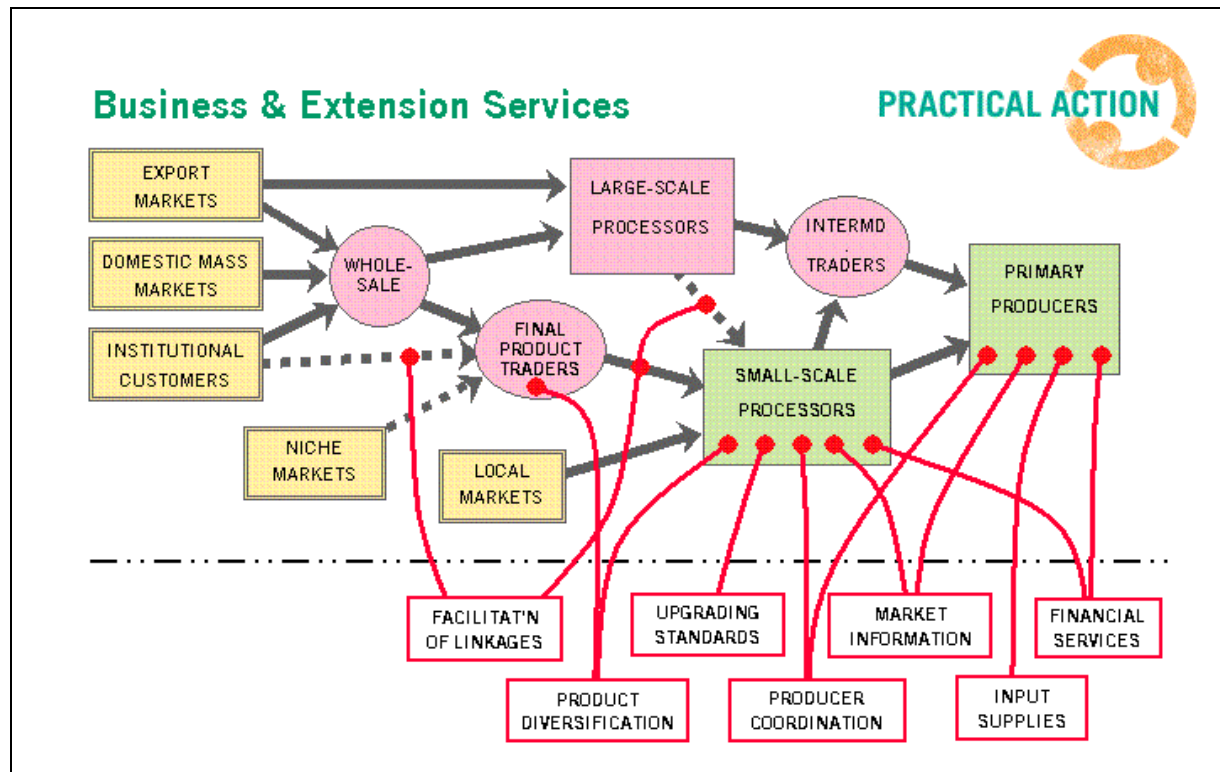 PRACTICAL ACTION
Business & Extension Services
EXPORT
MARKETS
DOMESTIC MASS
MARKETS
INSTITUTIONAL
CUSTOMERS
NICHE
MARKETS
LOCAL
MARKETS
WHOLE-
SALE
FINAL
PRODUCT
TRADERS
LARGE-SCALE
PROCESSORS
SMALL-SCALE
PROCESSORS
INTERMD
.
TRADERS
PRIMARY
PRODUCERS
FACILITAT'N
OF LINKAGES
UPGRADING
STANDARDS
MARKET
INFORMATION
FINANCIAL
SERVICES
PRODUCT
DIVERSIFICATION
PRODUCER
COORDINATION
INPUT
SUPPLIES